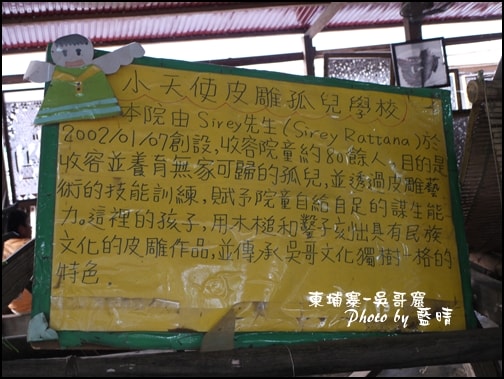 小天使皮雕孤兒學校
本院由Sirey先生(Sirey Rattana)於
2002/01/07創設,收容院童約80餘人,目的是
收容並養育無家可歸的孤兒,並透過皮雕藝
術的技能訓練,賦予院童自給自足的謀生能
力。這裡的孩子,用木槌和鑿子刻出具有民族
文化的皮雕作品,並傳承吳哥文化獨樹一格的
特色.
柬埔寨-吳哥窟
Photo by 藍晴